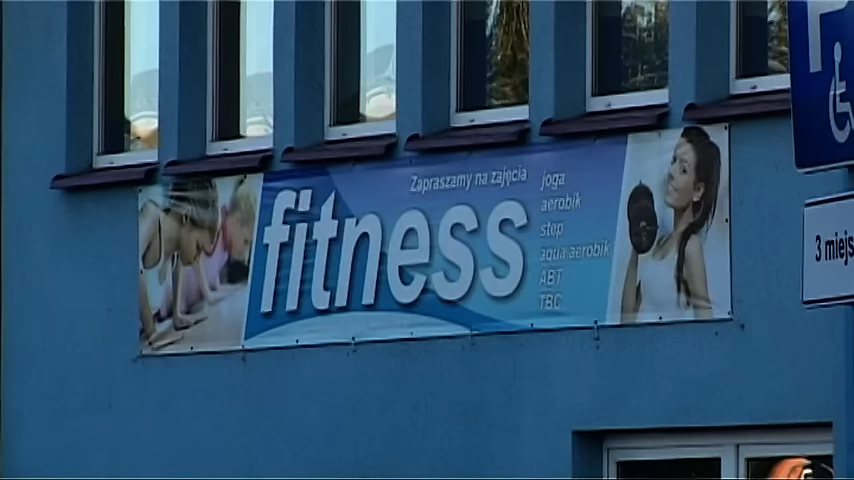 Zapraszamy na zajęcia
fitness
joga
aerobik
step
aqua aerobik
ABT
TBC
P
3 miejs